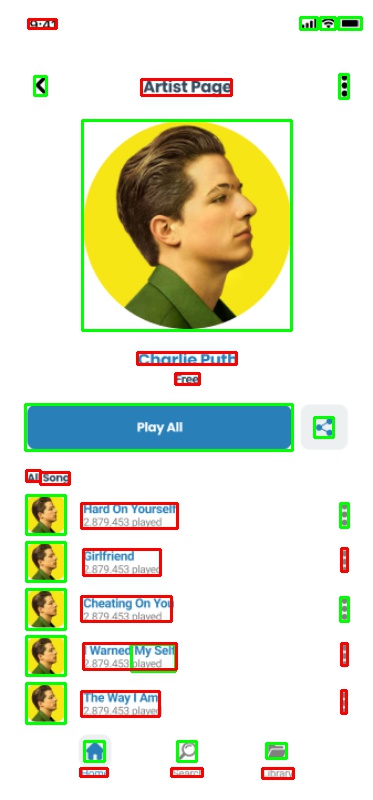 9:41
Artist Page
Charlie Puth
Free
Play All
All Song
Hard On Yourself
2.879.453 played
Girlfriend
2.879.453 played
Cheating On You
2.879.453 played
I Warned My Self
2.879.453 played
The Way I Am
2.879.453 played
Home Search Library